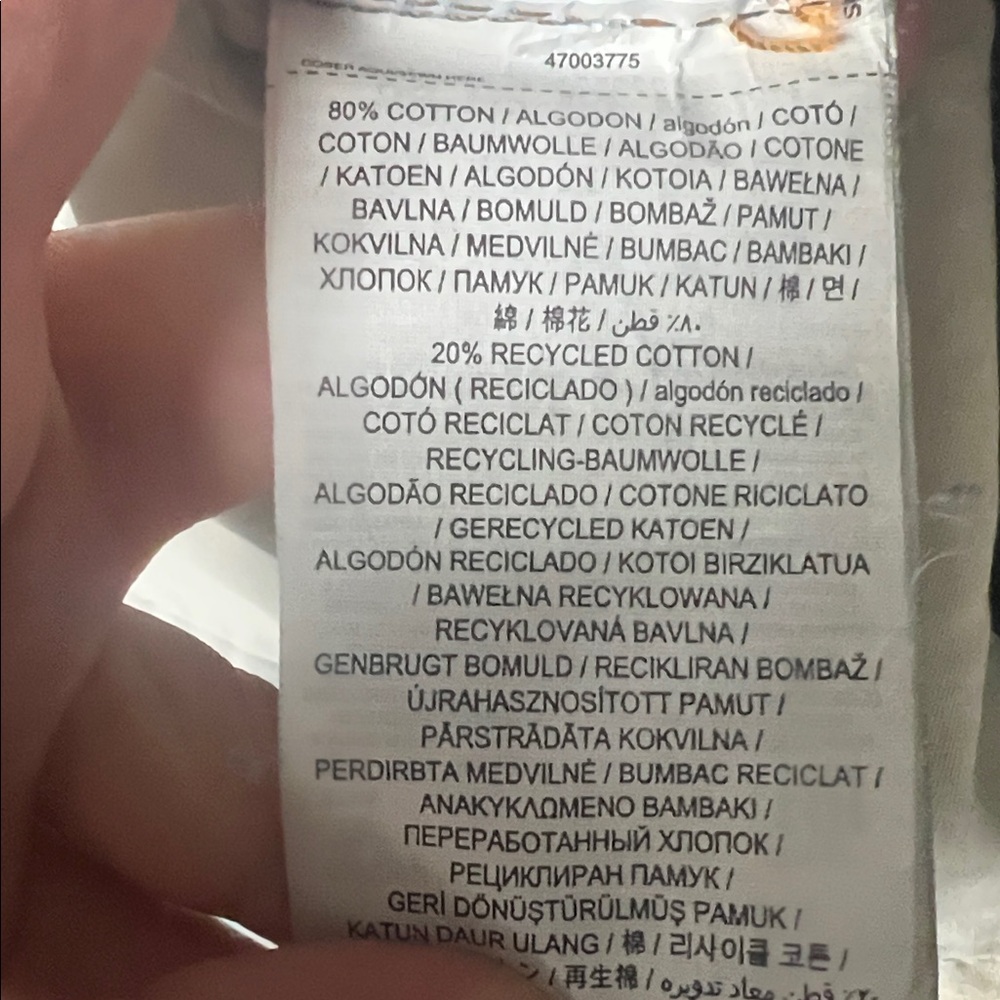 47003775
80% COTTON / ALGODON / algodón / COTÓ /
COTON / BAUMWOLLE / ALGODÃO / COTONE
/ KATOEN / ALGODÓN / KOTOIA / BAWEŁNA /
BAVLNA / BOMULD / BOMBAŽ / PAMUT /
KOKVILNA / MEDVILNĖ / BUMBAC / BAMBAKI /
ХЛОПОК / ПАМУК / PAMUK / KATUN / 棉 / 면 /
綿 / 棉花 / قطن ٪٨٠
20% RECYCLED COTTON /
ALGODÓN ( RECICLADO ) / algodón reciclado /
COTÓ RECICLAT / COTON RECYCLÉ /
RECYCLING-BAUMWOLLE /
ALGODÃO RECICLADO / COTONE RICICLATO
/ GERECYCLED KATOEN /
ALGODÓN RECICLADO / KOTOI BIRZIKLATUA
/ BAWEŁNA RECYKLOWANA /
RECYKLOVANÁ BAVLNA /
GENBRUGT BOMULD / RECIKLIRAN BOMBAŽ /
ÚJRAHASZNOSÍTOTT PAMUT /
PĀRSTRĀDĀTA KOKVILNA /
PERDIRBTA MEDVILNĖ / BUMBAC RECICLAT /
ΑΝΑΚΥΚΛΩΜΕΝΟ BAMBAKI /
ПЕРЕРАБОТАННЫЙ ХЛОПОК /
РЕЦИКЛИРАН ПАМУК /
GERİ DÖNÜŞTÜRÜLMÜŞ PAMUK /
KATUN DAUR ULANG / 棉 / 리사이클 코튼 /
ン / 再生棉 / قطن معاد تدويره ٪٢٠